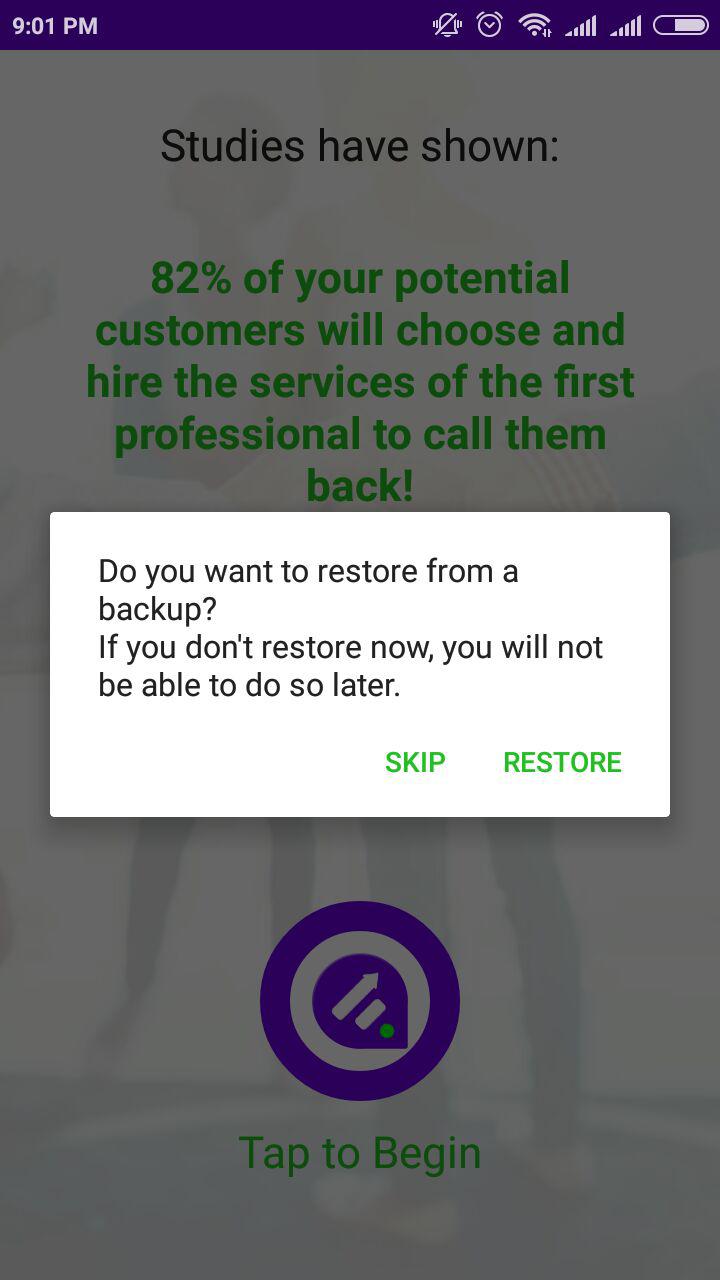 9:01 PM
Studies have shown:
82% of your potential
customers will choose and
hire the services of the first
professional to call them
back!
Do you want to restore from a
backup?
If you don't restore now, you will not
be able to do so later.
SKIP RESTORE
Tap to Begin